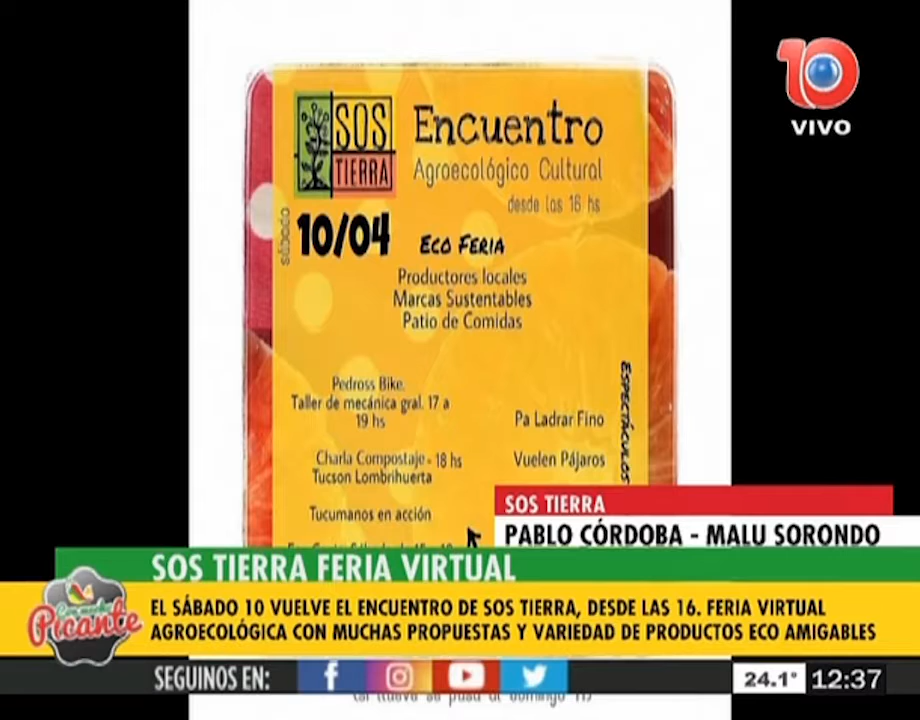 10
VIVO
SOS
TIERRA
Encuentro
Agroecológico Cultural
desde las 16 hs
sábado
10/04
Eco Feria
Productores locales
Marcas Sustentables
Patio de Comidas
ESPECTÁCULOS
Pedross Bike.
Taller de mecánica gral. 17 a
19 hs
Pa Ladrar Fino
Charla Compostaje - 18 hs
Tucson Lombrihuerta
Vuelen Pájaros
Tucumanos en acción
SOS TIERRA
PABLO CÓRDOBA - MALU SORONDO
SOS TIERRA FERIA VIRTUAL
Con mucho
Picante
EL SÁBADO 10 VUELVE EL ENCUENTRO DE SOS TIERRA, DESDE LAS 16. FERIA VIRTUAL
AGROECOLÓGICA CON MUCHAS PROPUESTAS Y VARIEDAD DE PRODUCTOS ECO AMIGABLES
SEGUINOS EN:
24.1° 12:37